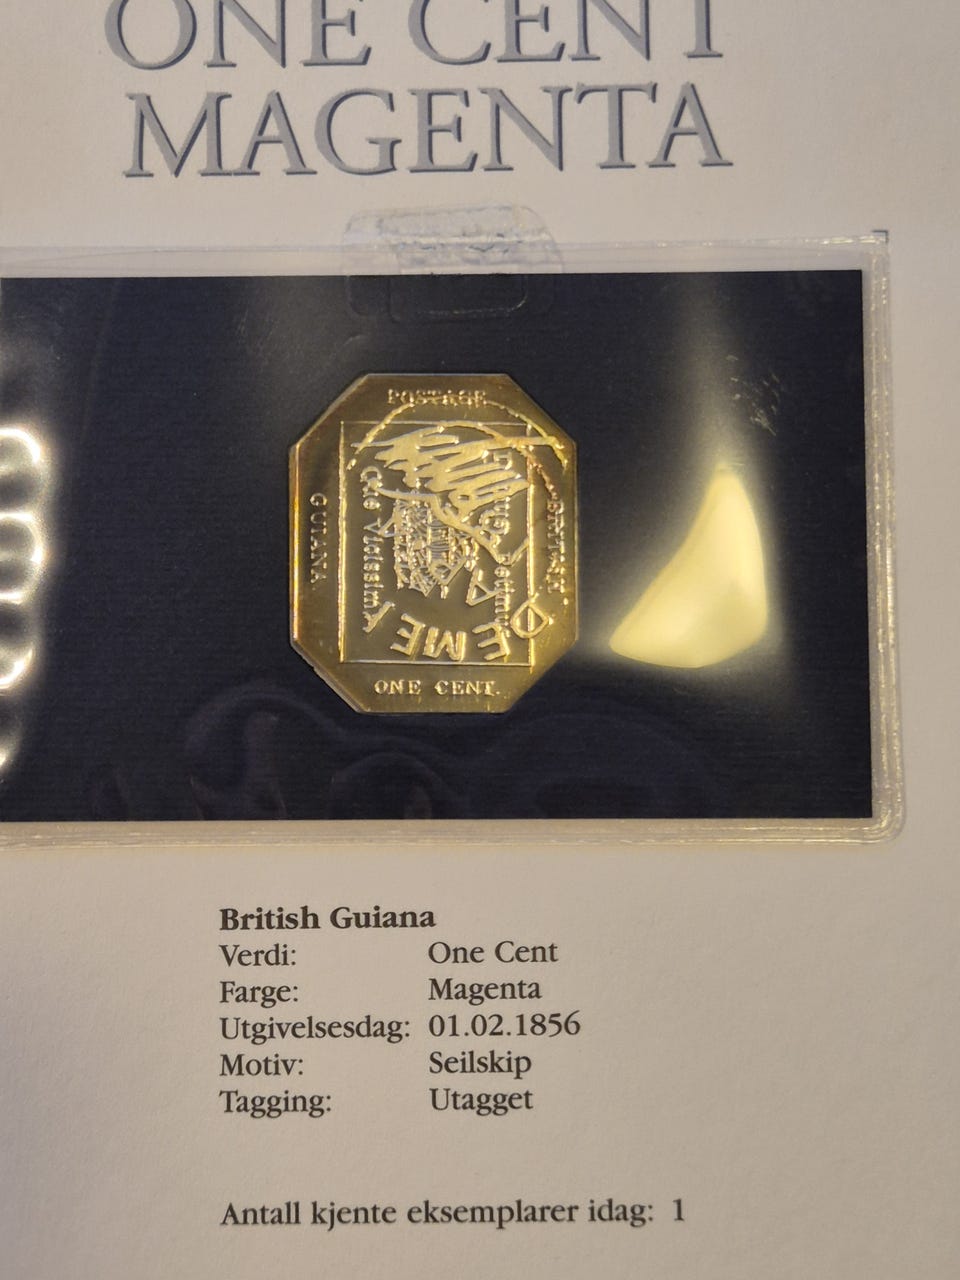 ONE CENT
MAGENTA
POSTAGE
GUIANA
BRITISH.
DEMERA
ONE CENT.
British Guiana
Verdi: One Cent
Farge: Magenta
Utgivelsesdag: 01.02.1856
Motiv: Seilskip
Tagging: Utagget
Antall kjente eksemplarer idag: 1